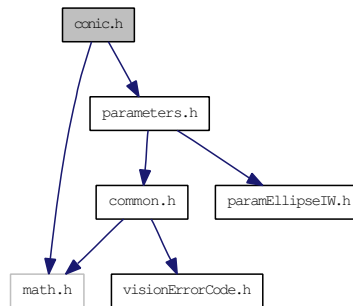 conic.h
parameters.h
common.h
paramEllipseIW.h
math.h
visionErrorCode.h